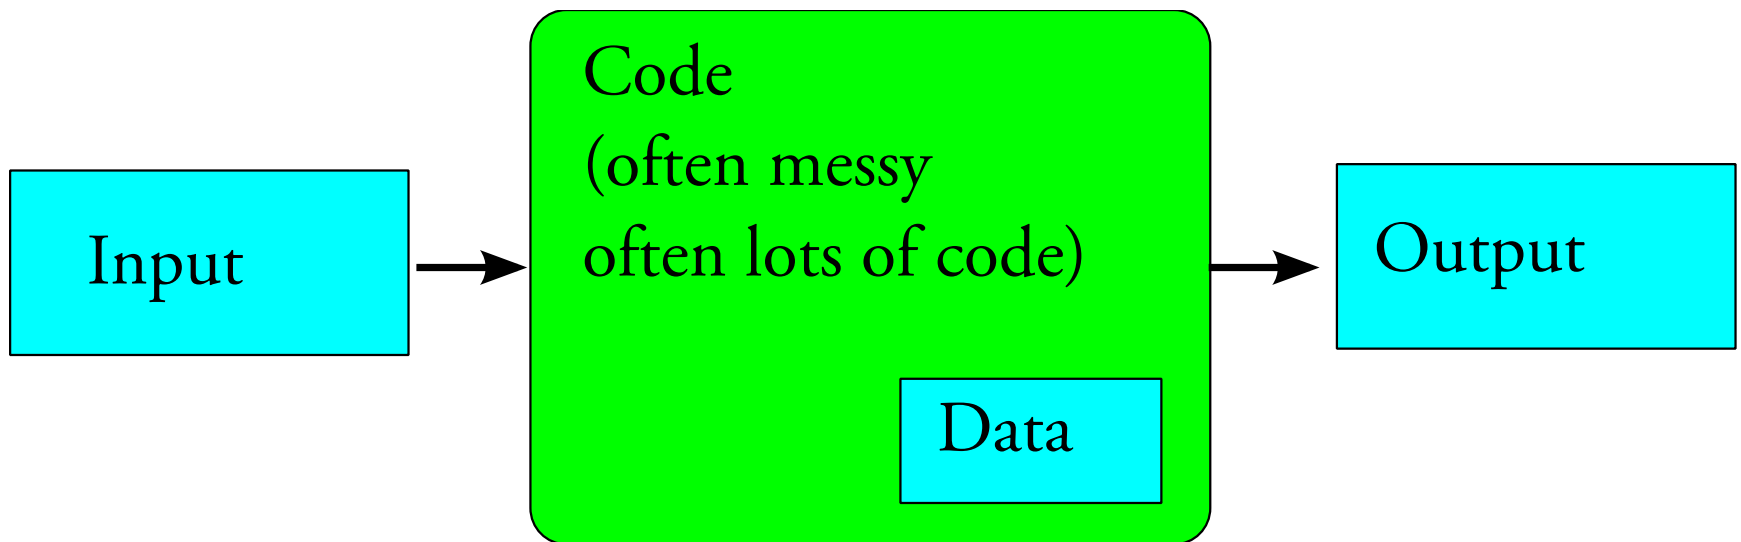 Input
Code
(often messy
often lots of code)
Data
Output